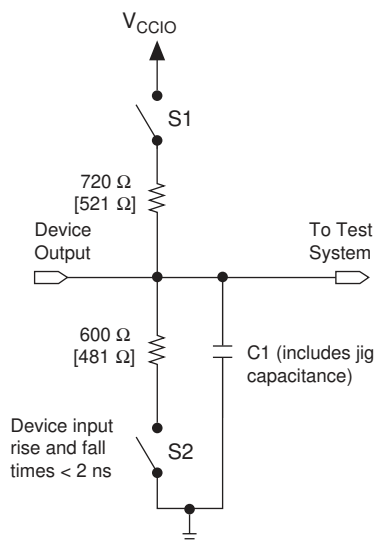 VCCIO
S1
720 Ω
[521 Ω]
Device
Output
To Test
System
600 Ω
[481 Ω]
C1 (includes jig
capacitance)
Device input
rise and fall
times < 2 ns
S2